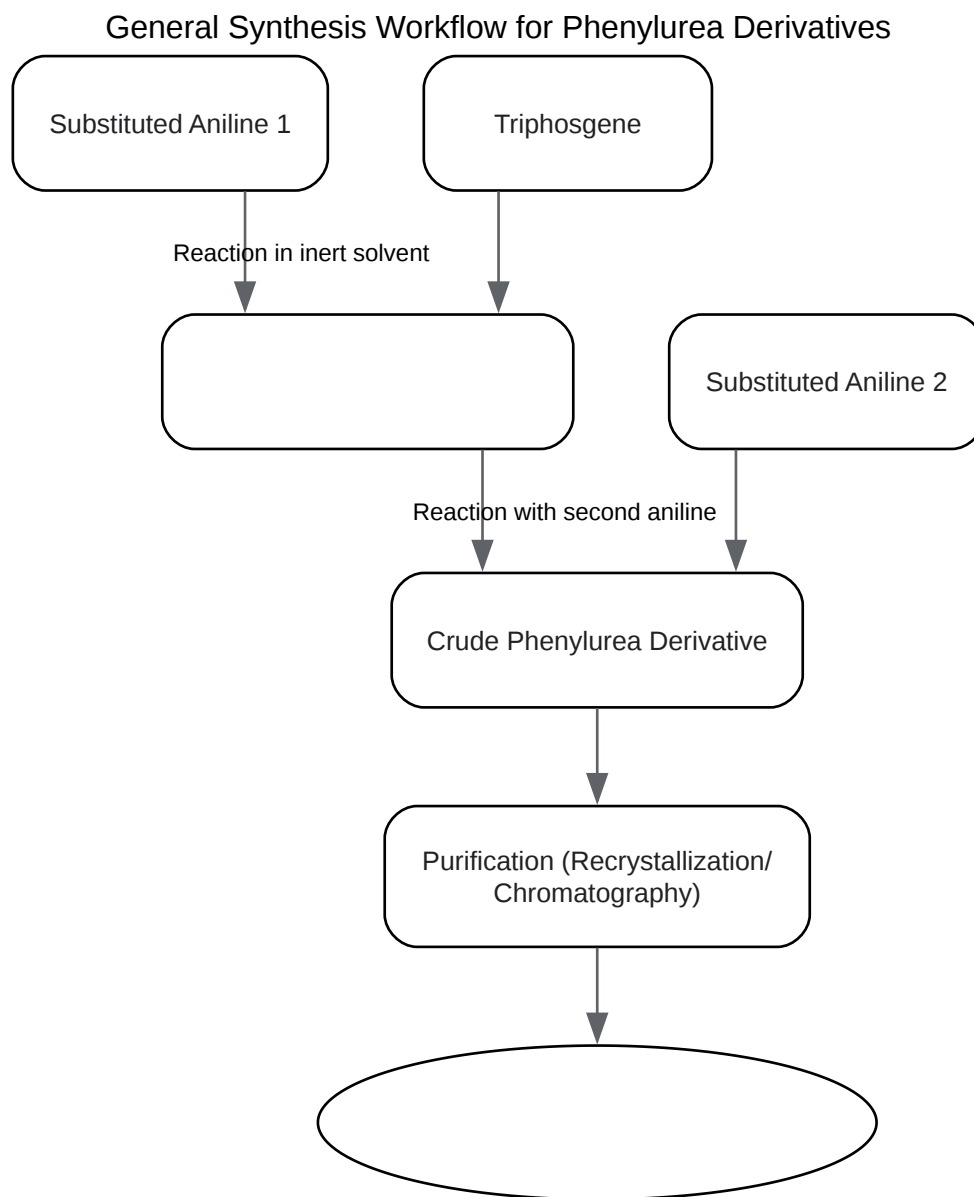 General Synthesis Workflow for Phenylurea Derivatives
Substituted Aniline 1
Triphosgene
Reaction in inert solvent
Substituted Aniline 2
Reaction with second aniline
Crude Phenylurea Derivative
Purification (Recrystallization/
Chromatography)